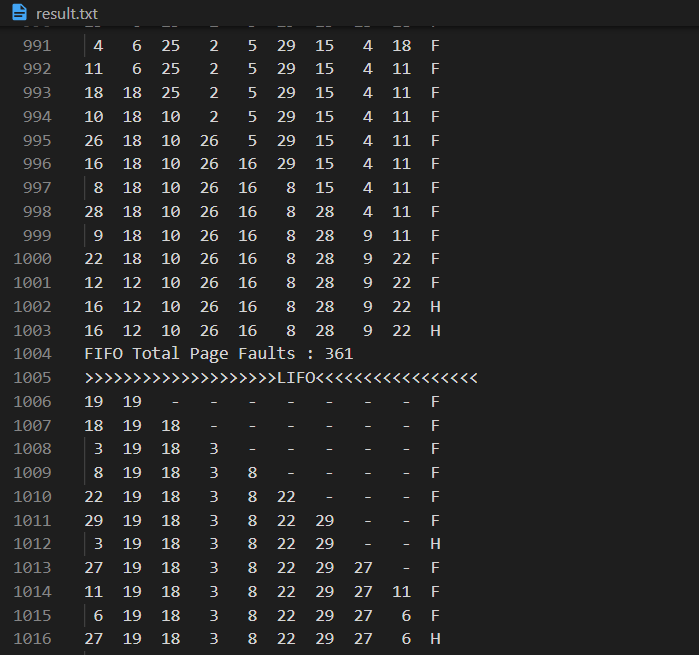 result.txt
991 4 6 25 2 5 29 15 4 18 F
992 11 6 25 2 5 29 15 4 11 F
993 18 18 25 2 5 29 15 4 11 F
994 10 18 10 2 5 29 15 4 11 F
995 26 18 10 26 5 29 15 4 11 F
996 16 18 10 26 16 29 15 4 11 F
997 8 18 10 26 16 8 15 4 11 F
998 28 18 10 26 16 8 28 4 11 F
999 9 18 10 26 16 8 28 9 11 F
1000 22 18 10 26 16 8 28 9 22 F
1001 12 12 10 26 16 8 28 9 22 F
1002 16 12 10 26 16 8 28 9 22 H
1003 16 12 10 26 16 8 28 9 22 H
1004 FIFO Total Page Faults : 361
1005 >>>>>>>>>>>>>>>>>>>>LIFO<<<<<<<<<<<<<<<<<
1006 19 19 - - - - - - - F
1007 18 19 18 - - - - - - F
1008 3 19 18 3 - - - - - F
1009 8 19 18 3 8 - - - - F
1010 22 19 18 3 8 22 - - - F
1011 29 19 18 3 8 22 29 - - F
1012 3 19 18 3 8 22 29 - - H
1013 27 19 18 3 8 22 29 27 - F
1014 11 19 18 3 8 22 29 27 11 F
1015 6 19 18 3 8 22 29 27 6 F
1016 27 19 18 3 8 22 29 27 6 H